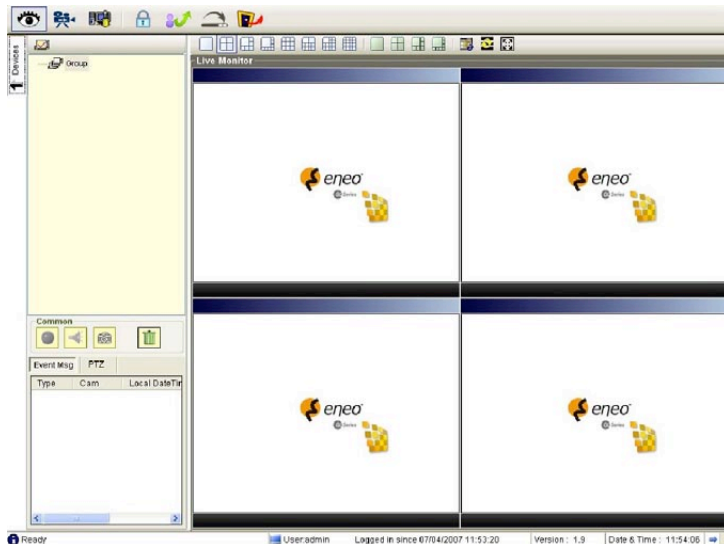 Devices
Group
Live Monitor
eneo
eneo
Common
Event Msg
PTZ
Type
Cam
Local DateTir
eneo
eneo
Ready
User:admin
Logged in since 07/04/2007 11:53:20
Version : 1.9
Date & Time : 11:54:06